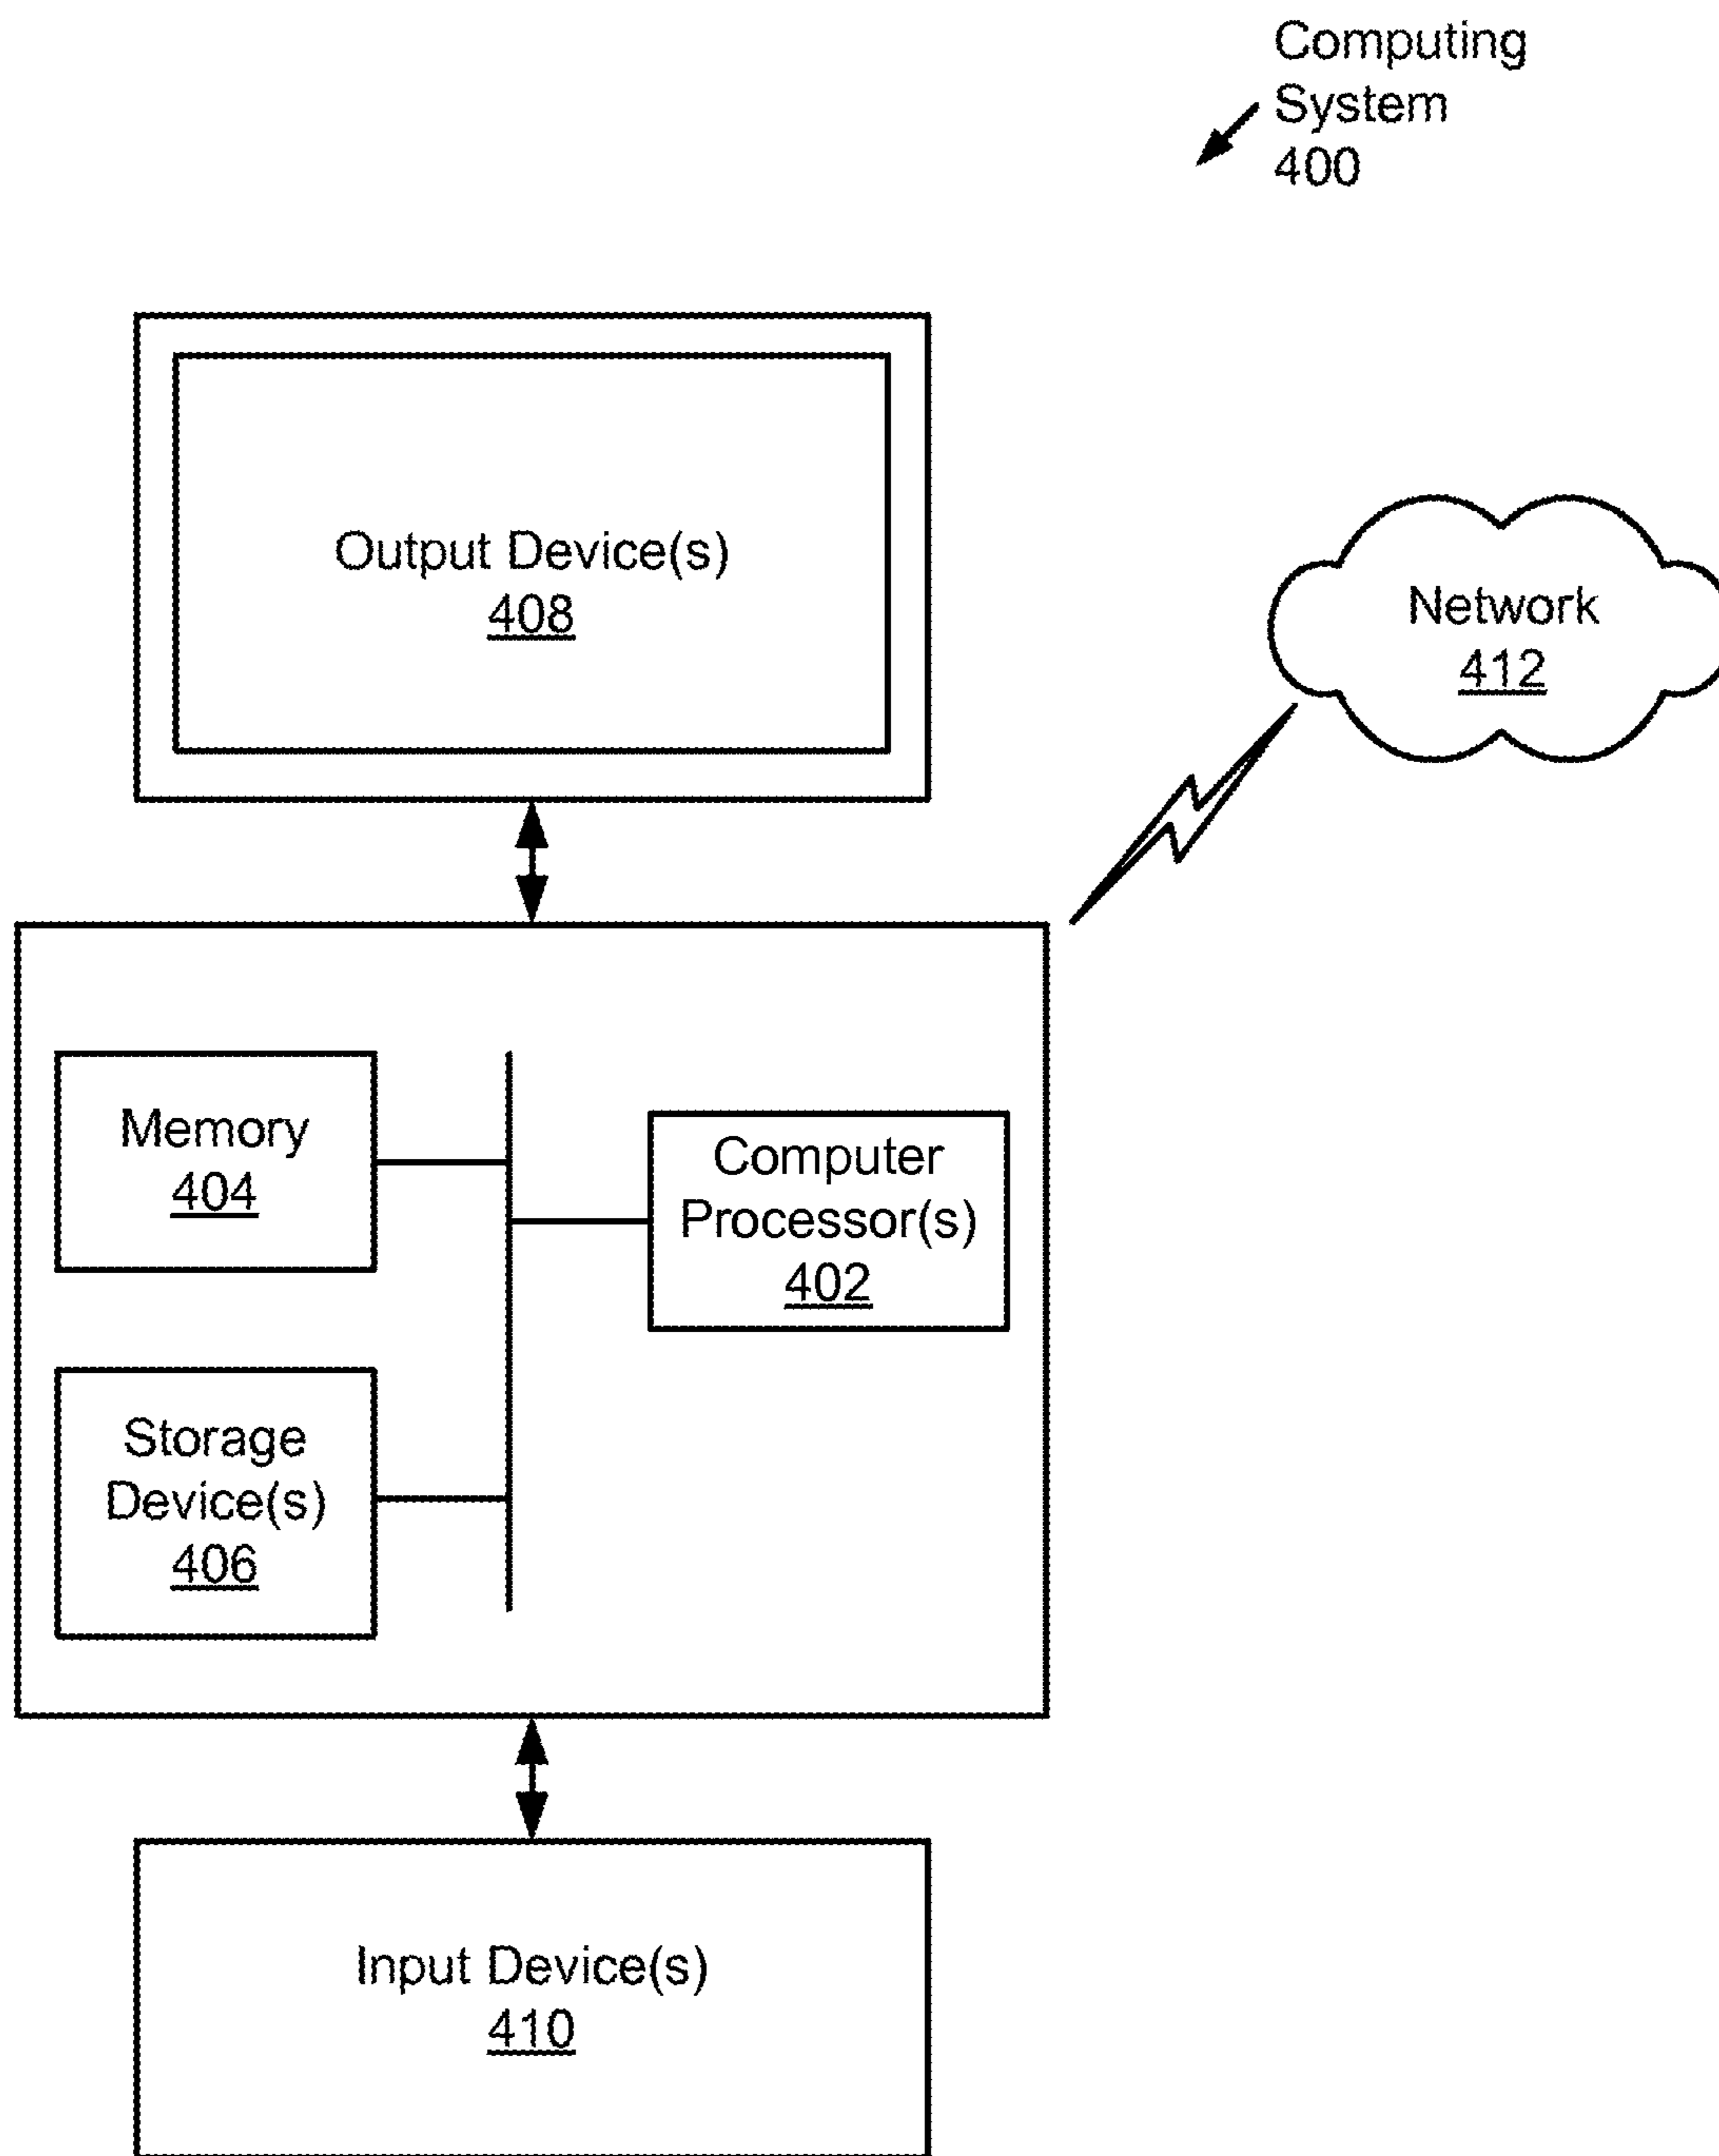 Computing
System
400
Output Device(s)
408
Network
412
Memory
404
Computer
Processor(s)
402
Storage
Device(s)
406
Input Device(s)
410